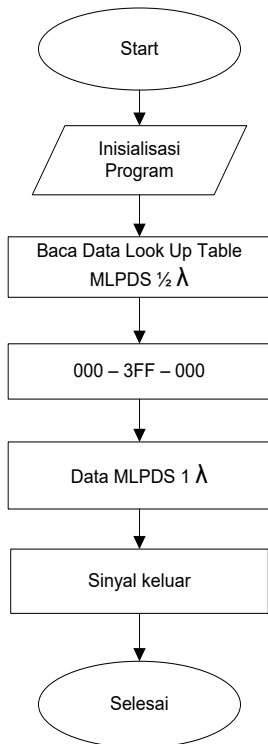 Start
Inisialisasi
Program
Baca Data Look Up Table
MLPDS ½ λ
000 – 3FF – 000
Data MLPDS 1 λ
Sinyal keluar
Selesai